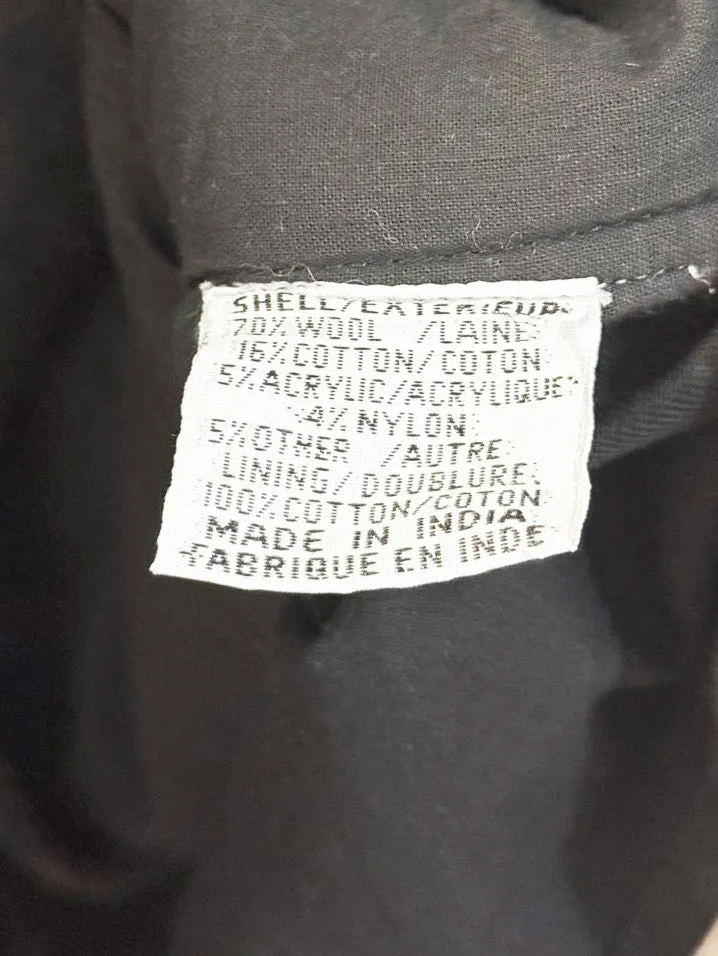 SHELL/EXTERIEUR
70% WOOL /LAINE
16% COTTON/COTON
5% ACRYLIC/ACRYLIQUE
4% NYLON
5% OTHER /AUTRE
LINING/DOUBLURE
100% COTTON/COTON
MADE IN INDIA
FABRIQUE EN INDE